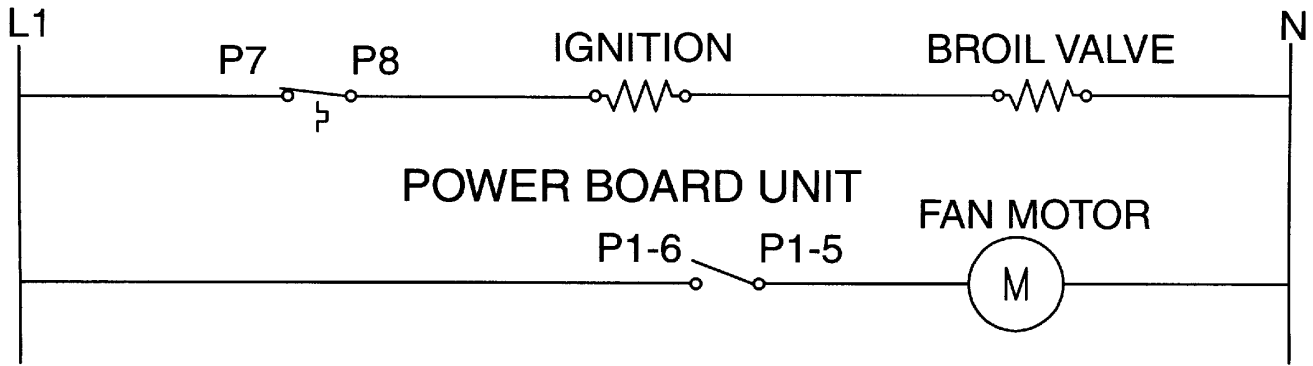 L1
N
P7
P8
IGNITION
BROIL VALVE
POWER BOARD UNIT
FAN MOTOR
P1-6
P1-5
M